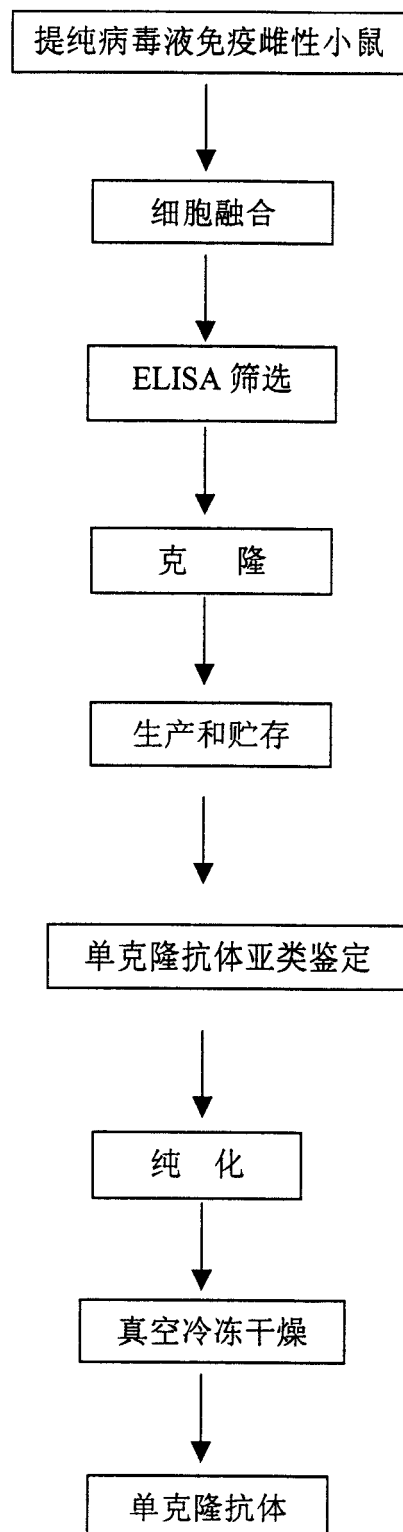 提纯病毒液免疫雌性小鼠
细胞融合
ELISA 筛选
克 隆
生产和贮存
单克隆抗体亚类鉴定
纯 化
真空冷冻干燥
单克隆抗体